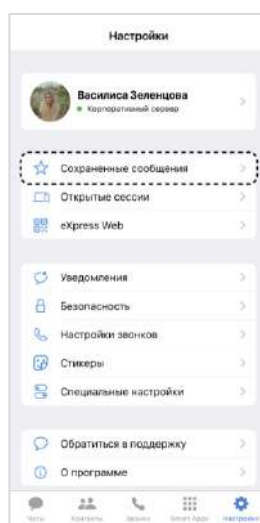 Настройки
Василиса Зеленцова
Корпоративный сервер
Сохраненные сообщения
Открытые сессии
eXpress Web
Уведомления
Безопасность
Настройки звонков
Стикеры
Специальные настройки
Обратиться в поддержку
О программе
Чаты Контакты Звонки Smart Apps Настройки